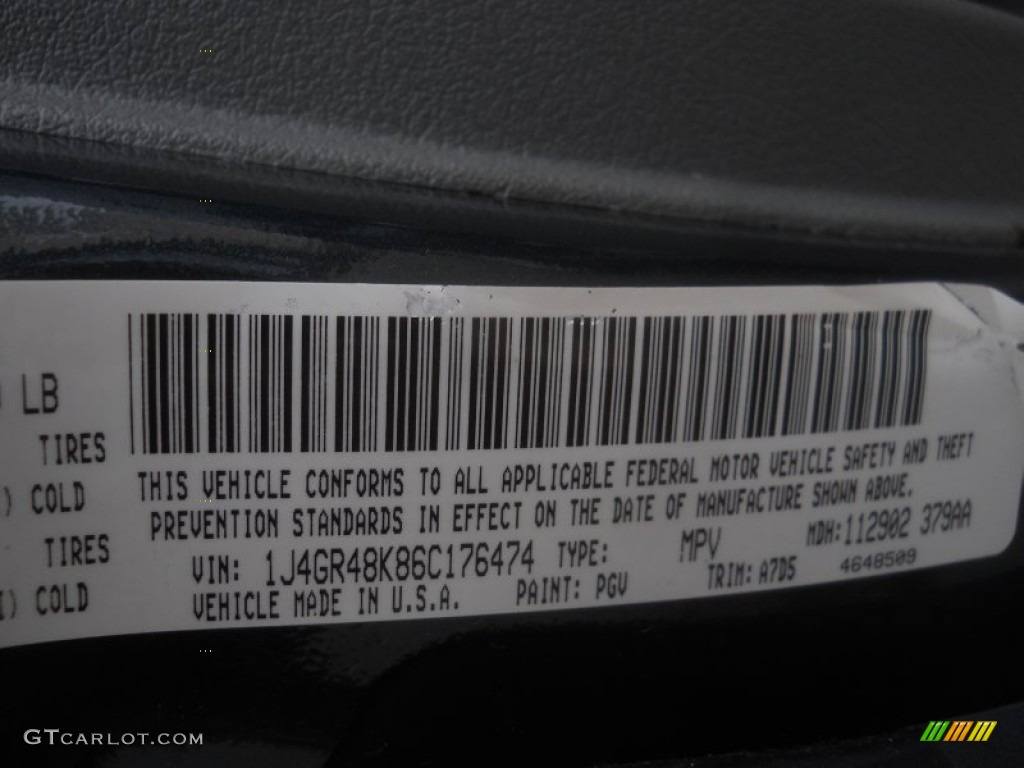 LB
TIRES
) COLD
TIRES
) COLD
THIS VEHICLE CONFORMS TO ALL APPLICABLE FEDERAL MOTOR VEHICLE SAFETY AND THEFT
PREVENTION STANDARDS IN EFFECT ON THE DATE OF MANUFACTURE SHOWN ABOVE.
VIN: 1J4GR48K86C176474 TYPE: MPV MDH:112902 379AA
VEHICLE MADE IN U.S.A. PAINT: PGV TRIM: A7D5 4648509
GTCARLOT.COM